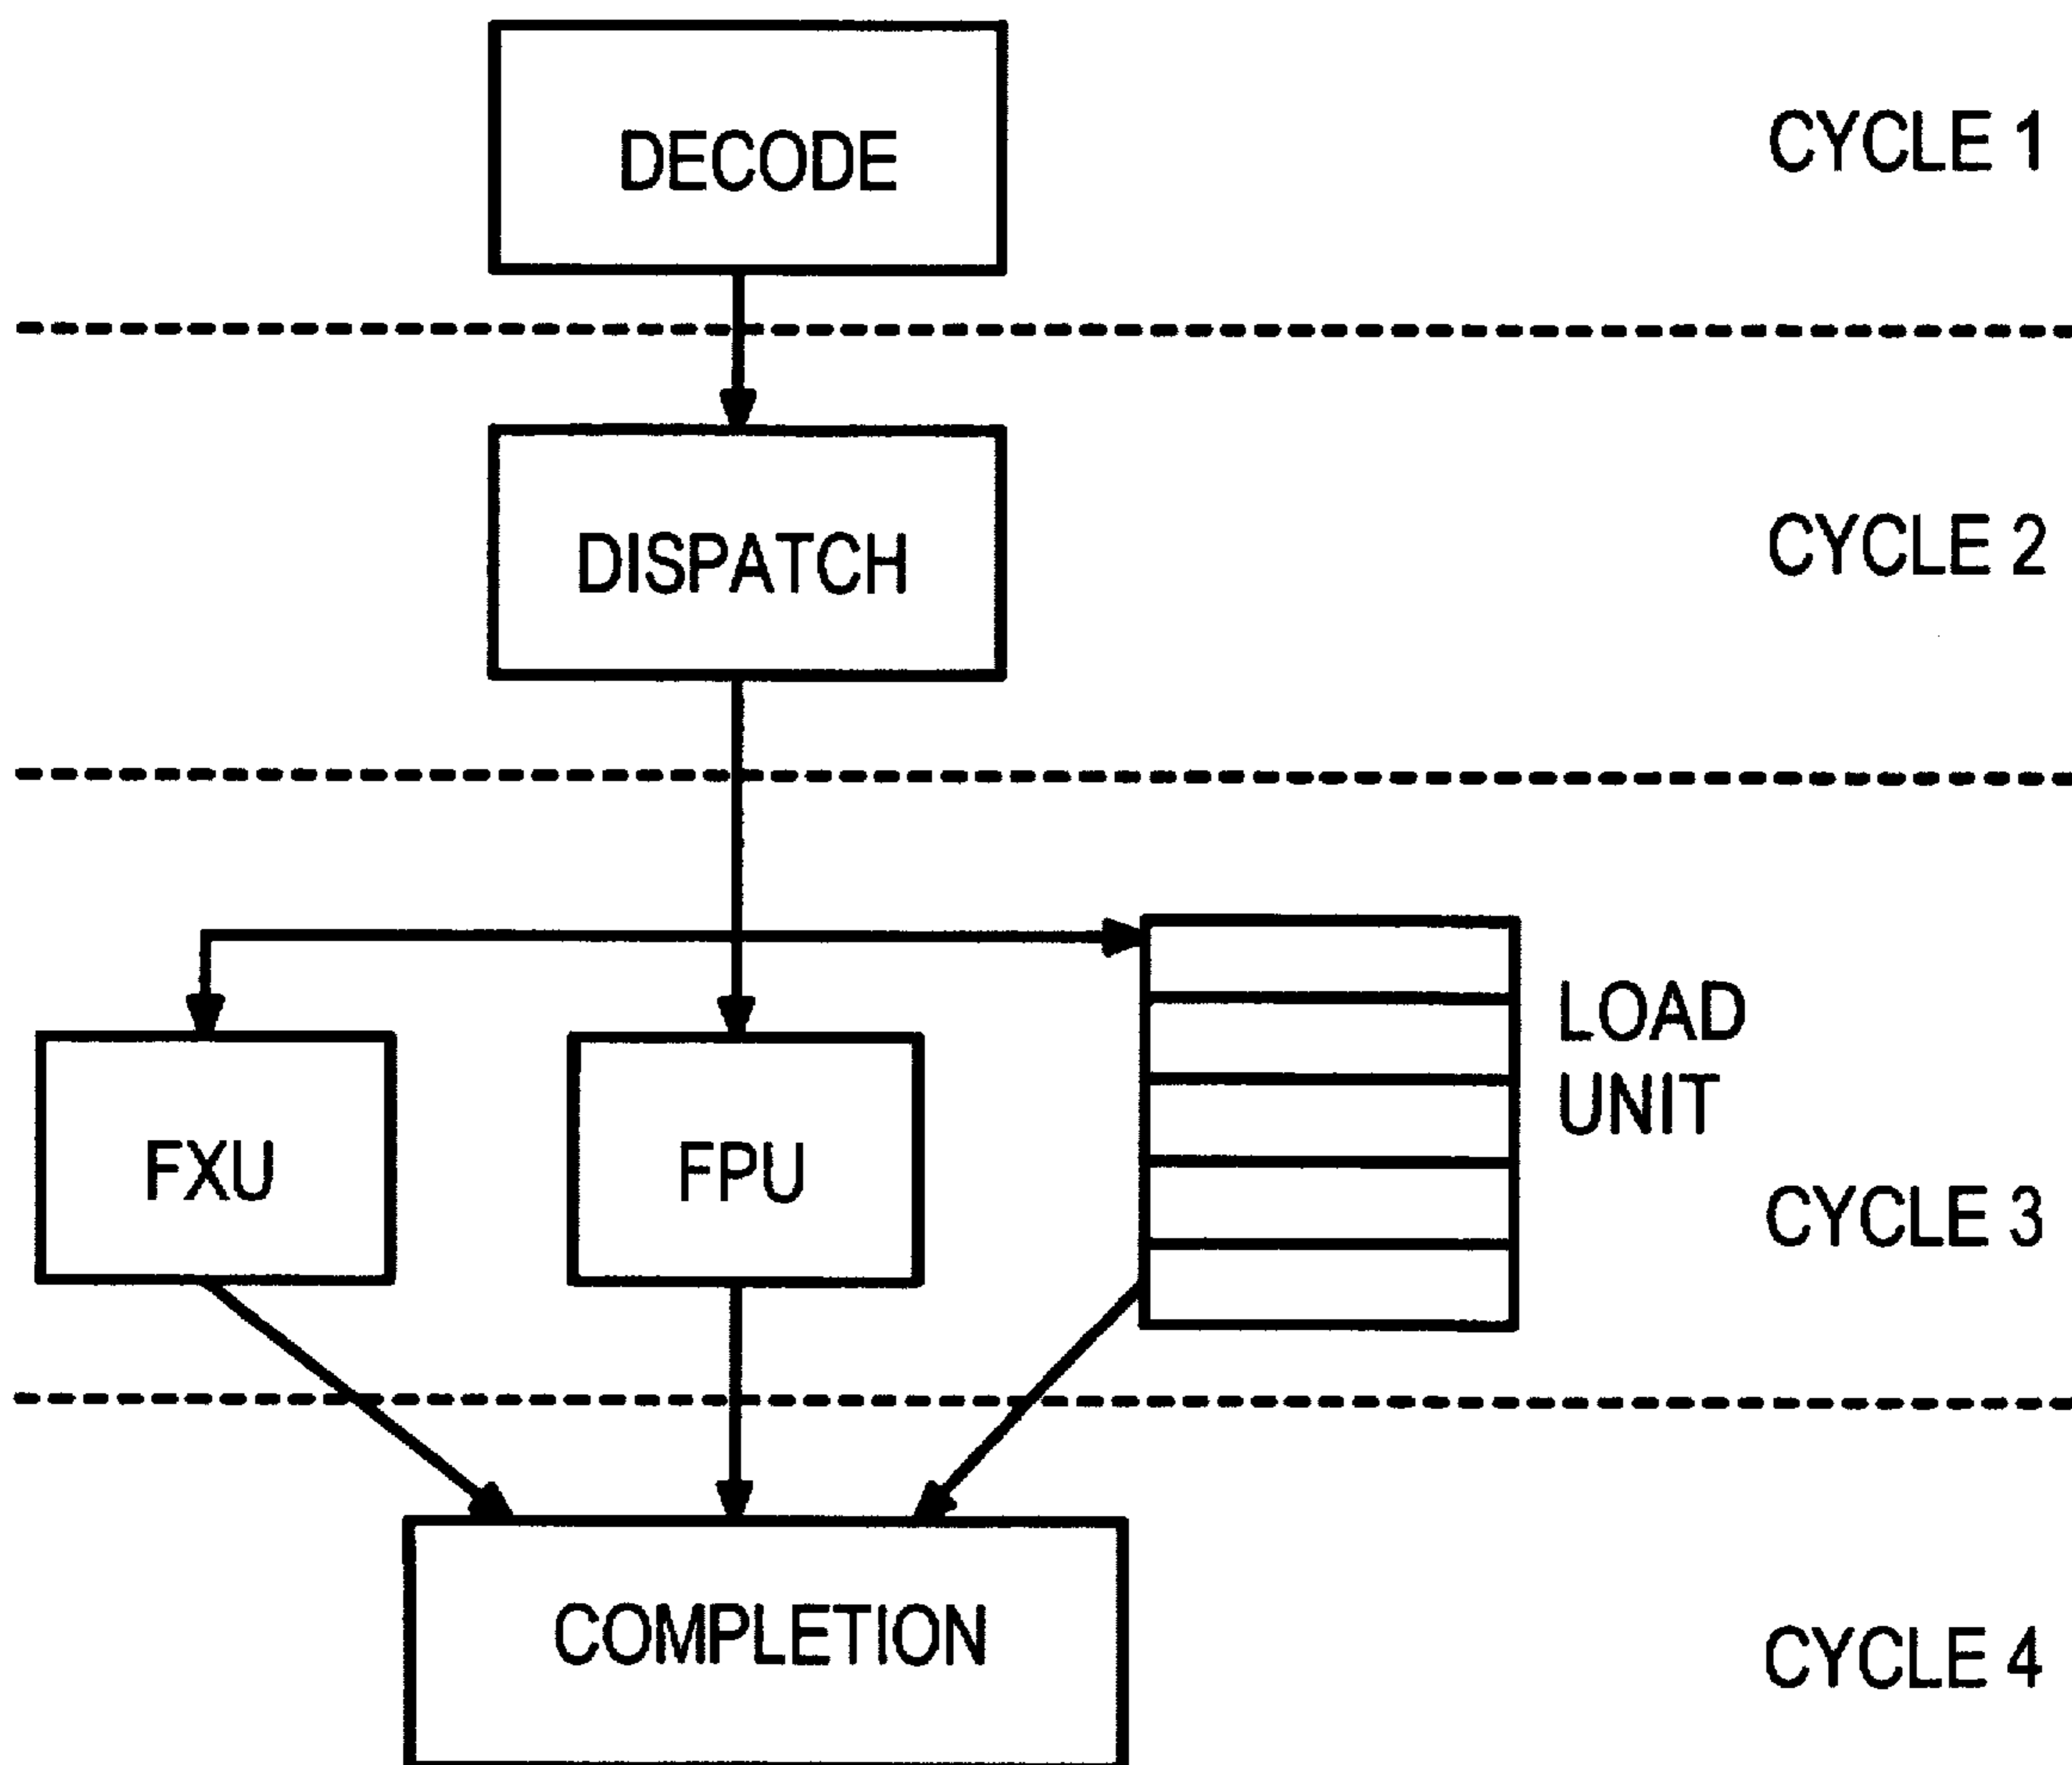 DECODE
CYCLE 1
DISPATCH
CYCLE 2
LOAD
UNIT
FXU
FPU
CYCLE 3
COMPLETION
CYCLE 4